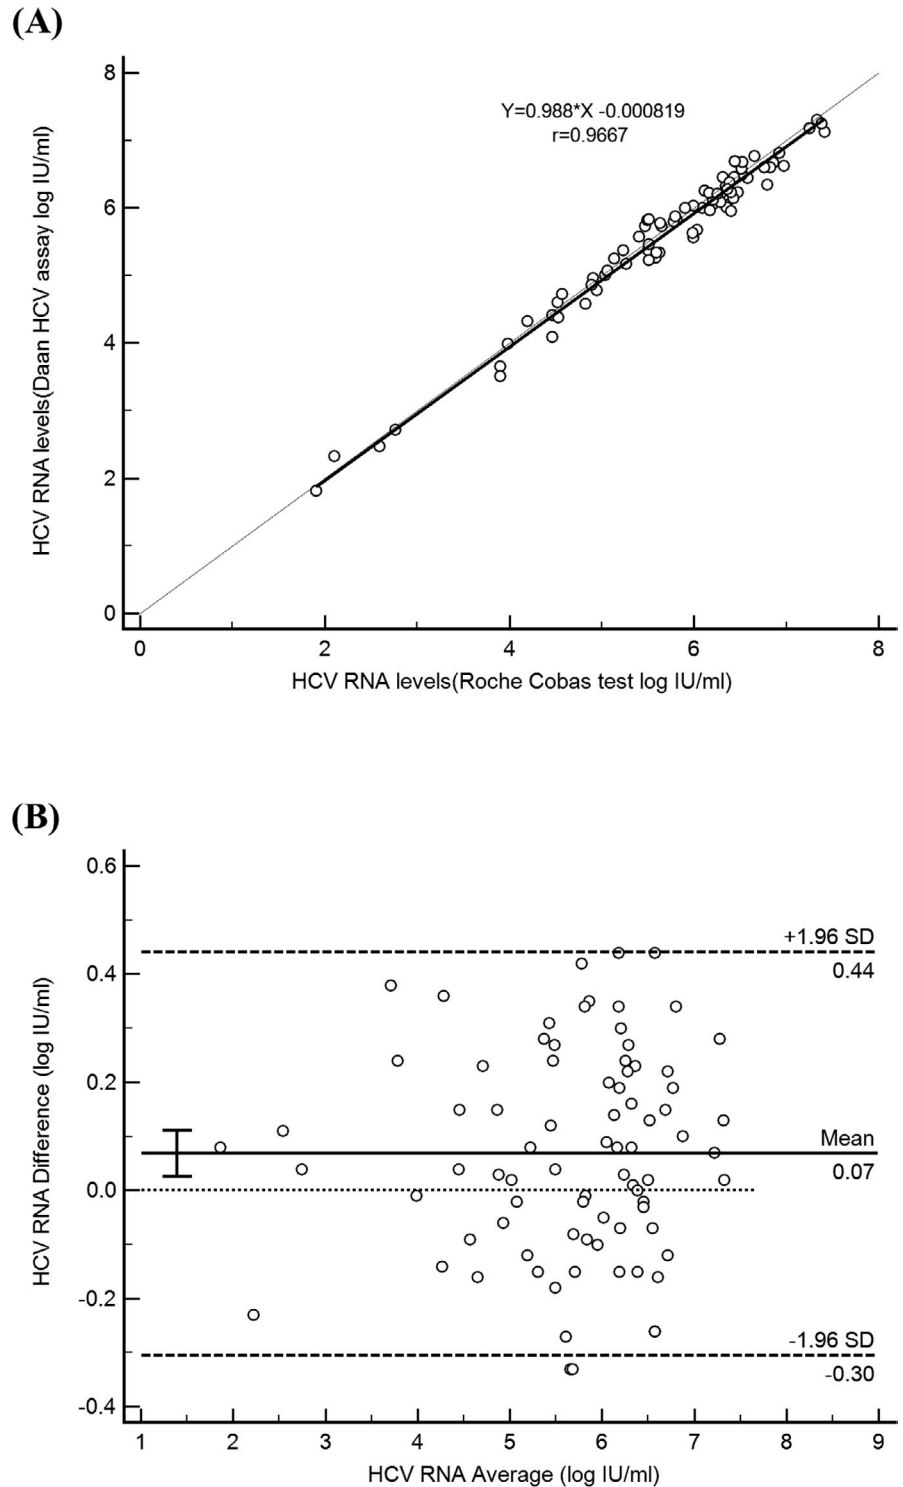 (A)
Y=0.988*X -0.000819
r=0.9667
8
6
4
2
0
HCV RNA levels(Daan HCV assay log IU/ml)
0 2 4 6 8
HCV RNA levels(Roche Cobas test log IU/ml)
(B)
0.6
0.4
0.2
0.0
-0.2
-0.4
HCV RNA Difference (log IU/ml)
+1.96 SD
0.44
Mean
0.07
-1.96 SD
-0.30
1 2 3 4 5 6 7 8 9
HCV RNA Average (log IU/ml)